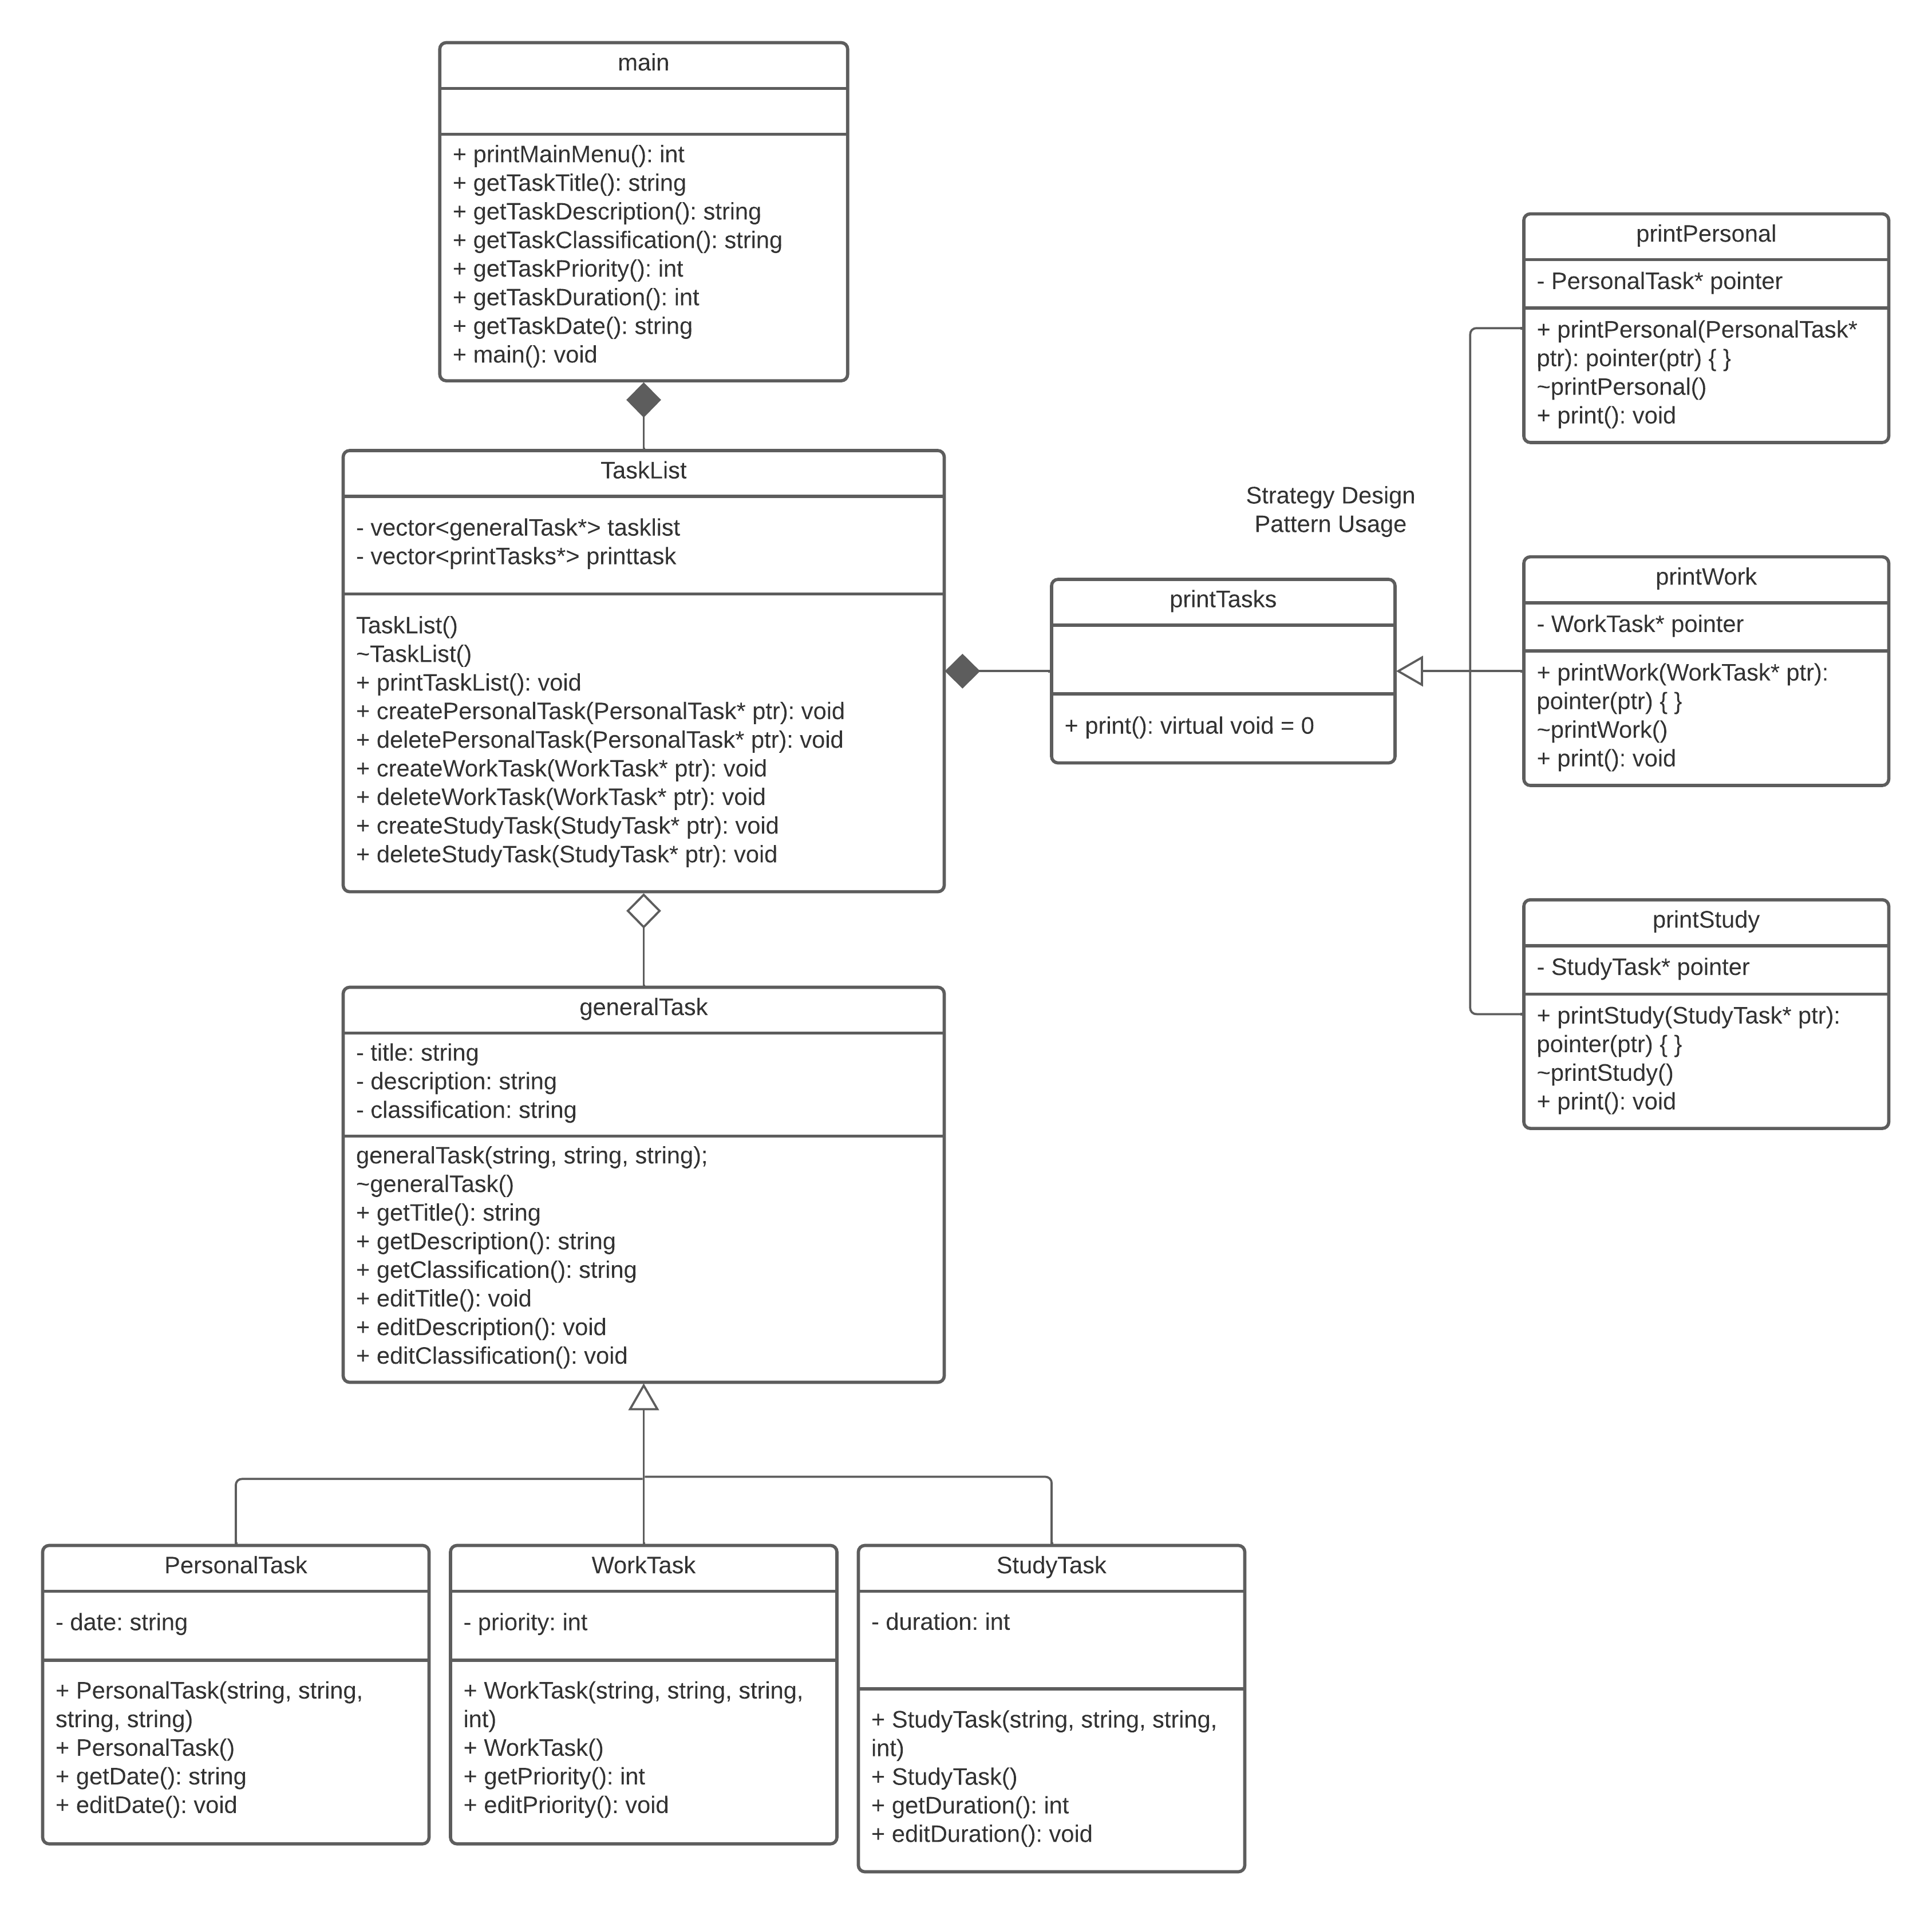 main
+ printMainMenu(): int
+ getTaskTitle(): string
+ getTaskDescription(): string
+ getTaskClassification(): string
+ getTaskPriority(): int
+ getTaskDuration(): int
+ getTaskDate(): string
+ main(): void
TaskList
- vector<generalTask*> tasklist
- vector<printTasks*> printtask
TaskList()
~TaskList()
+ printTaskList(): void
+ createPersonalTask(PersonalTask* ptr): void
+ deletePersonalTask(PersonalTask* ptr): void
+ createWorkTask(WorkTask* ptr): void
+ deleteWorkTask(WorkTask* ptr): void
+ createStudyTask(StudyTask* ptr): void
+ deleteStudyTask(StudyTask* ptr): void
Strategy Design
Pattern Usage
printTasks
+ print(): virtual void = 0
printPersonal
- PersonalTask* pointer
+ printPersonal(PersonalTask*
ptr): pointer(ptr) { }
~printPersonal()
+ print(): void
printWork
- WorkTask* pointer
+ printWork(WorkTask* ptr):
pointer(ptr) { }
~printWork()
+ print(): void
printStudy
- StudyTask* pointer
+ printStudy(StudyTask* ptr):
pointer(ptr) { }
~printStudy()
+ print(): void
generalTask
- title: string
- description: string
- classification: string
generalTask(string, string, string);
~generalTask()
+ getTitle(): string
+ getDescription(): string
+ getClassification(): string
+ editTitle(): void
+ editDescription(): void
+ editClassification(): void
PersonalTask
- date: string
+ PersonalTask(string, string,
string, string)
+ PersonalTask()
+ getDate(): string
+ editDate(): void
WorkTask
- priority: int
+ WorkTask(string, string, string,
int)
+ WorkTask()
+ getPriority(): int
+ editPriority(): void
StudyTask
- duration: int
+ StudyTask(string, string, string,
int)
+ StudyTask()
+ getDuration(): int
+ editDuration(): void